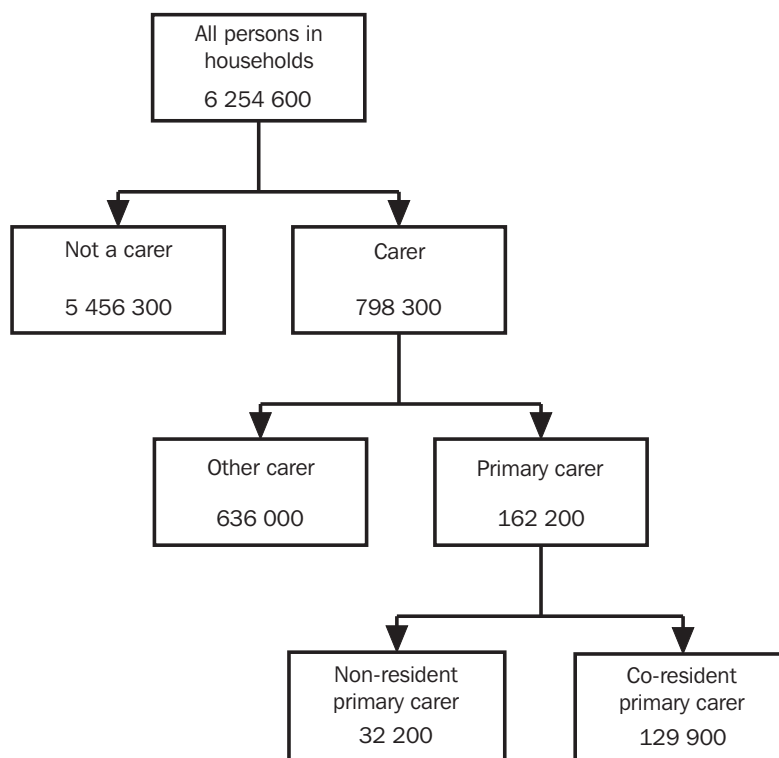 All persons in
households
6 254 600
Not a carer
5 456 300
Carer
798 300
Other carer
636 000
Primary carer
162 200
Non-resident
primary carer
32 200
Co-resident
primary carer
129 900